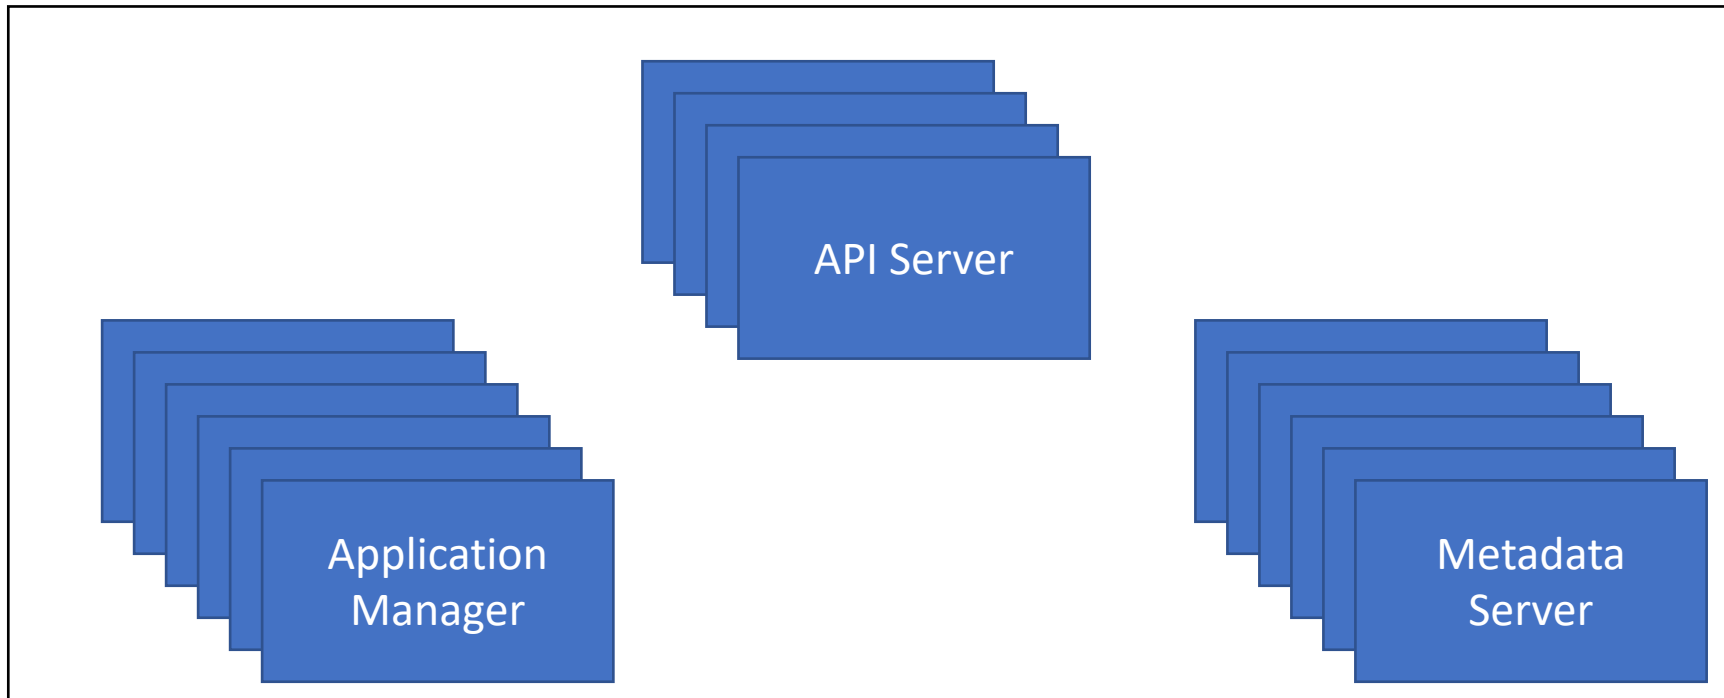 API Server
Application
Manager
Metadata
Server